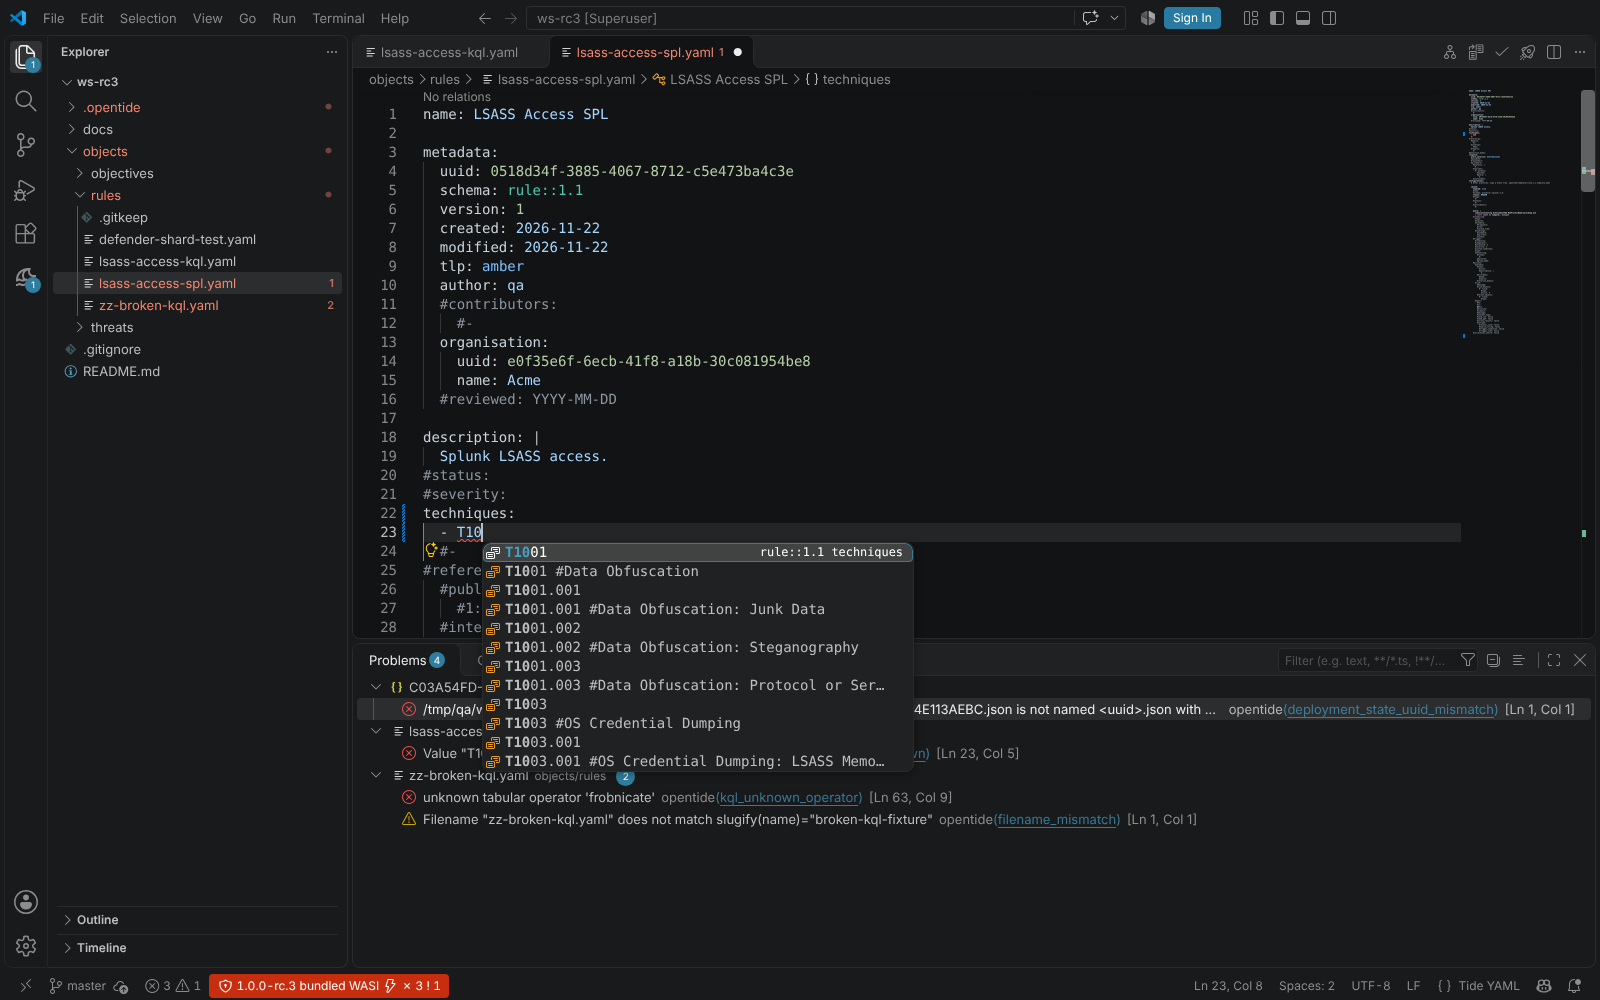 File Edit Selection View Go Run Terminal Help
ws-rc3 [Superuser]
Sign In
Explorer
ws-rc3
.opentide
docs
objects
objectives
rules
.gitkeep
defender-shard-test.yaml
lsass-access-kql.yaml
lsass-access-spl.yaml 1
zz-broken-kql.yaml 2
threats
.gitignore
README.md
Outline
Timeline
1
1
lsass-access-kql.yaml
lsass-access-spl.yaml 1
objects > rules > lsass-access-spl.yaml > LSASS Access SPL > { } techniques
No relations
1 name: LSASS Access SPL
2
3 metadata:
4 uuid: 0518d34f-3885-4067-8712-c5e473ba4c3e
5 schema: rule::1.1
6 version: 1
7 created: 2026-11-22
8 modified: 2026-11-22
9 tlp: amber
10 author: qa
11 #contributors:
12 #-
13 organisation:
14 uuid: e0f35e6f-6ecb-41f8-a18b-30c081954be8
15 name: Acme
16 #reviewed: YYYY-MM-DD
17
18 description: |
19 Splunk LSASS access.
20 #status:
21 #severity:
22 techniques:
23 - T10
24 #-
25 #refere
26 #publ
27 #1:
28 #inte
T1001 rule::1.1 techniques
T1001 #Data Obfuscation
T1001.001
T1001.001 #Data Obfuscation: Junk Data
T1001.002
T1001.002 #Data Obfuscation: Steganography
T1001.003
T1001.003 #Data Obfuscation: Protocol or Ser…
T1003
T1003 #OS Credential Dumping
T1003.001
T1003.001 #OS Credential Dumping: LSASS Memo…
Problems 4
Filter (e.g. text, **/*.ts, !**/...
{} C03A54FD-
/tmp/qa/w 4E113AEBC.json is not named <uuid>.json with ... opentide(deployment_state_uuid_mismatch) [Ln 1, Col 1]
lsass-acces
Value "T1 vn) [Ln 23, Col 5]
zz-broken-kql.yaml objects/rules 2
unknown tabular operator 'frobnicate' opentide(kql_unknown_operator) [Ln 63, Col 9]
Filename "zz-broken-kql.yaml" does not match slugify(name)="broken-kql-fixture" opentide(filename_mismatch) [Ln 1, Col 1]
master 3 1 1.0.0-rc.3 bundled WASI × 3 ! 1
Ln 23, Col 8 Spaces: 2 UTF-8 LF { } Tide YAML